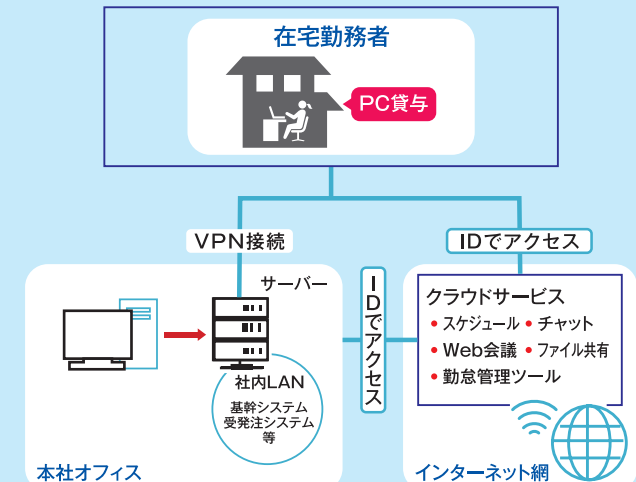 在宅勤務者
PC貸与
VPN接続
IDでアクセス
サーバー
社内LAN
基幹システム
受発注システム
等
本社オフィス
IDでアクセス
クラウドサービス
• スケジュール • チャット
• Web会議 • ファイル共有
• 勤怠管理ツール
インターネット網